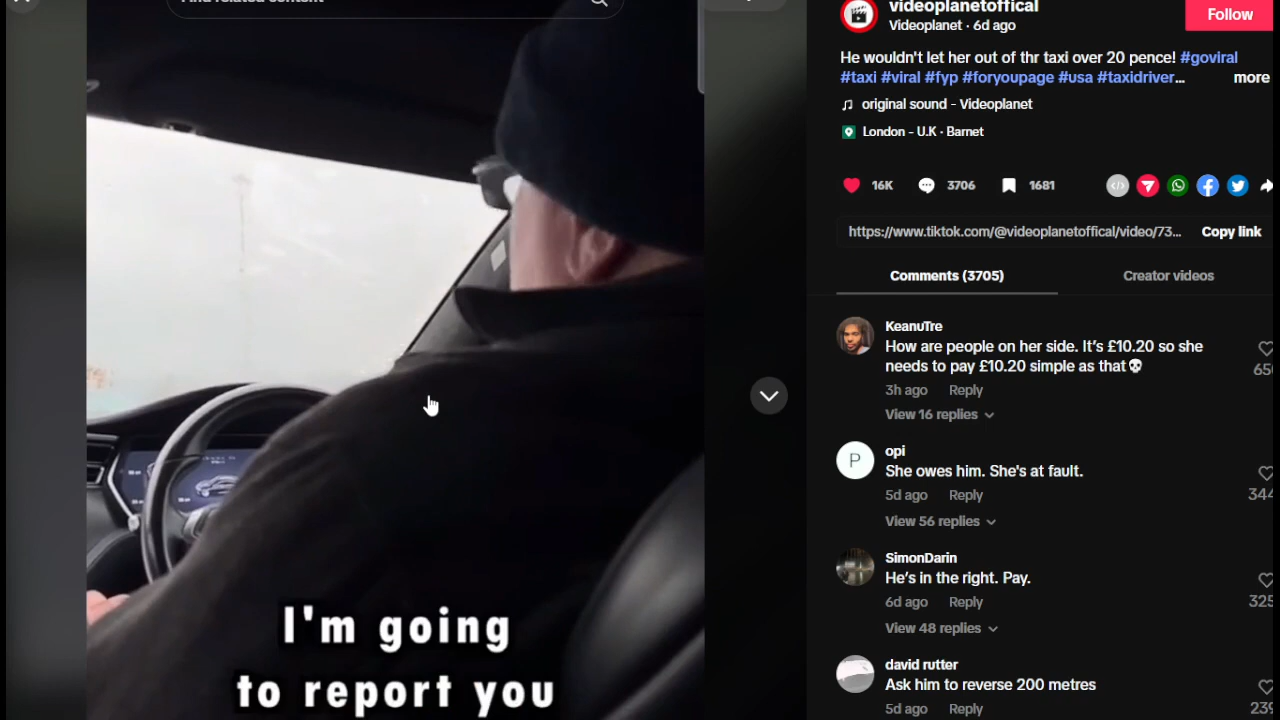 Find related content
videoplanetoffical
Videoplanet · 6d ago
Follow
He wouldn't let her out of thr taxi over 20 pence! #goviral
#taxi #viral #fyp #foryoupage #usa #taxidriver... more
original sound - Videoplanet
London - U.K · Barnet
16K 3706 1681
https://www.tiktok.com/@videoplanetoffical/video/73... Copy link
Comments (3705) Creator videos
KeanuTre
How are people on her side. It's £10.20 so she
needs to pay £10.20 simple as that💀
3h ago Reply
View 16 replies
P
opi
She owes him. She's at fault.
344
5d ago Reply
View 56 replies
SimonDarin
He's in the right. Pay.
325
6d ago Reply
View 48 replies
david rutter
Ask him to reverse 200 metres
5d ago Reply
I'm going
to report you